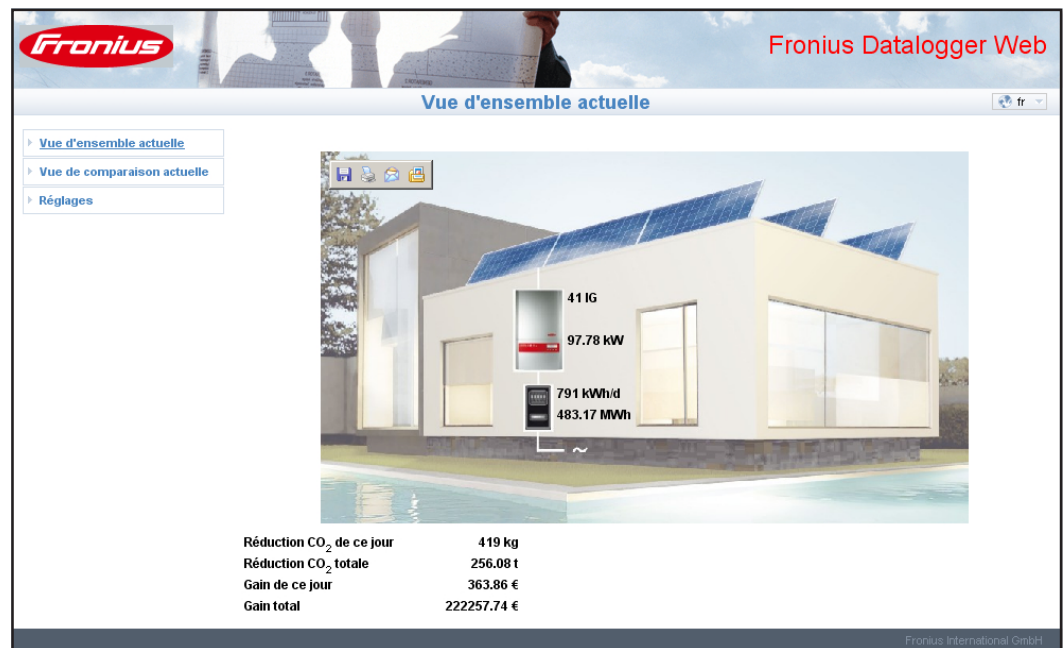 Fronius
Fronius Datalogger Web
Vue d'ensemble actuelle
fr
Vue d'ensemble actuelle
Vue de comparaison actuelle
Réglages
41 IG
97.78 kW
791 kWh/d
483.17 MWh
~
Réduction CO₂ de ce jour 419 kg
Réduction CO₂ totale 256.08 t
Gain de ce jour 363.86 €
Gain total 222257.74 €
Fronius International GmbH